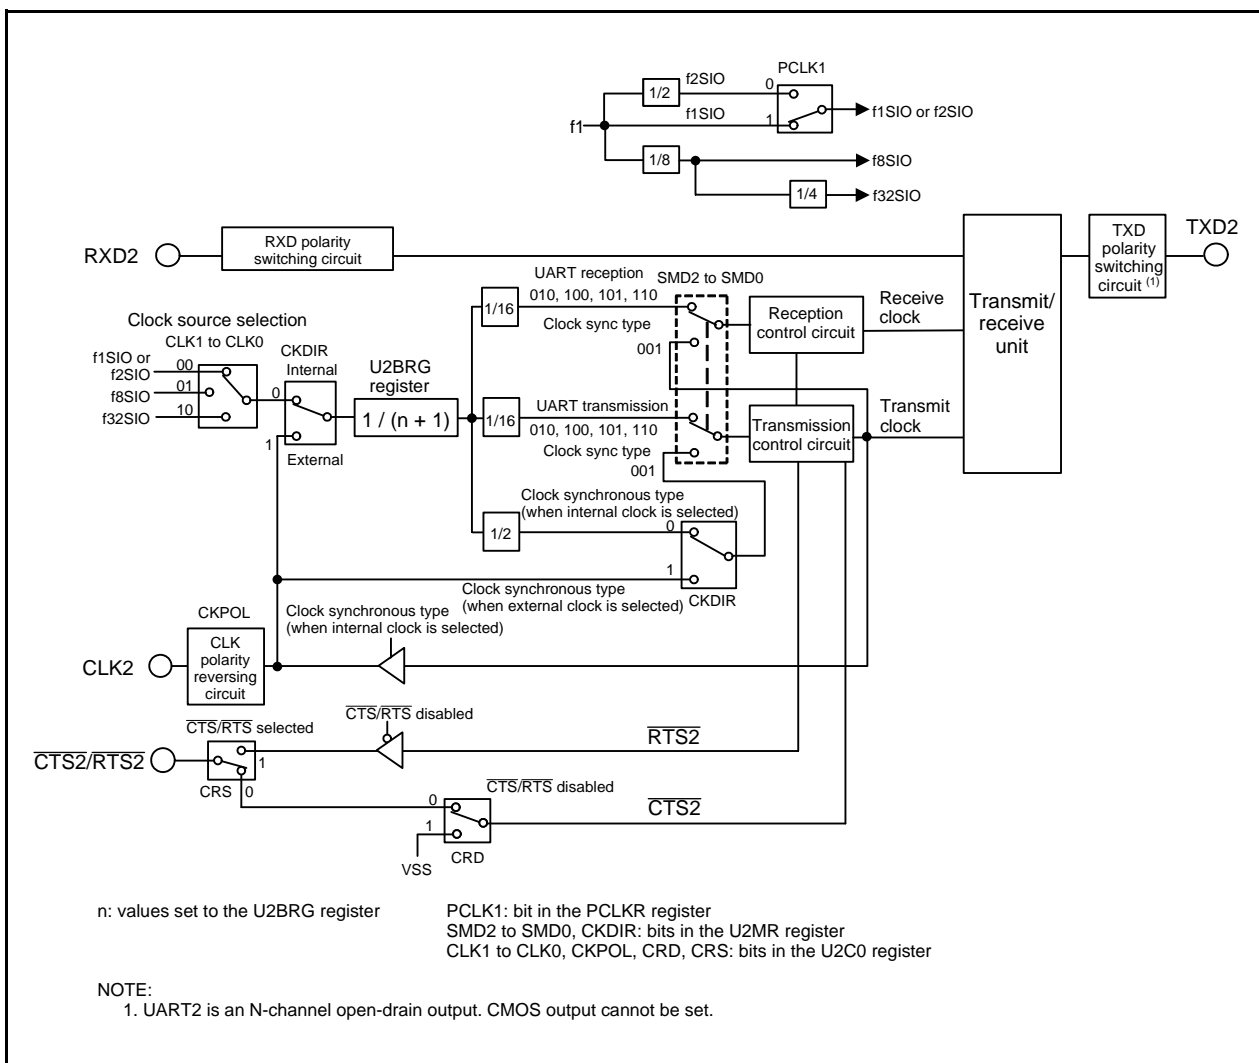 PCLK1
f2SIO
0
1/2
f1SIO
1
f1SIO or f2SIO
f1
1/8
f8SIO
1/4
f32SIO
RXD2
RXD polarity
switching circuit
TXD2
TXD
polarity
switching
circuit (1)
UART reception
SMD2 to SMD0
1/16
010, 100, 101, 110
Clock sync type
001
Reception
control circuit
Receive
clock
Transmit/
receive
unit
Clock source selection
CLK1 to CLK0
f1SIO or
f2SIO
00
f8SIO
01
f32SIO
10
CKDIR
Internal
0
1
External
U2BRG
register
1 / (n + 1)
1/16
UART transmission
010, 100, 101, 110
Clock sync type
001
Transmission
control circuit
Transmit
clock
Clock synchronous type
(when internal clock is selected)
1/2
0
1
CKDIR
Clock synchronous type
(when external clock is selected)
CKPOL
Clock synchronous type
(when internal clock is selected)
CLK2
CLK
polarity
reversing
circuit
CTS/RTS selected
CTS/RTS disabled
RTS2
CTS2/RTS2
1
CRS
0
CTS/RTS disabled
0
CTS2
1
VSS
CRD
n: values set to the U2BRG register
PCLK1: bit in the PCLKR register
SMD2 to SMD0, CKDIR: bits in the U2MR register
CLK1 to CLK0, CKPOL, CRD, CRS: bits in the U2C0 register
NOTE:
1. UART2 is an N-channel open-drain output. CMOS output cannot be set.